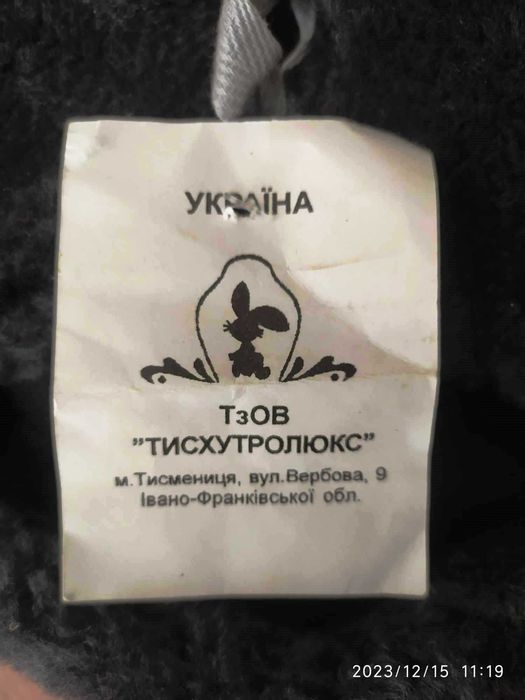 УКРАЇНА
ТзОВ
"ТИСХУТРОЛЮКС"
м.Тисмениця, вул.Вербова, 9
Івано-Франківської обл.
2023/12/15 11:19